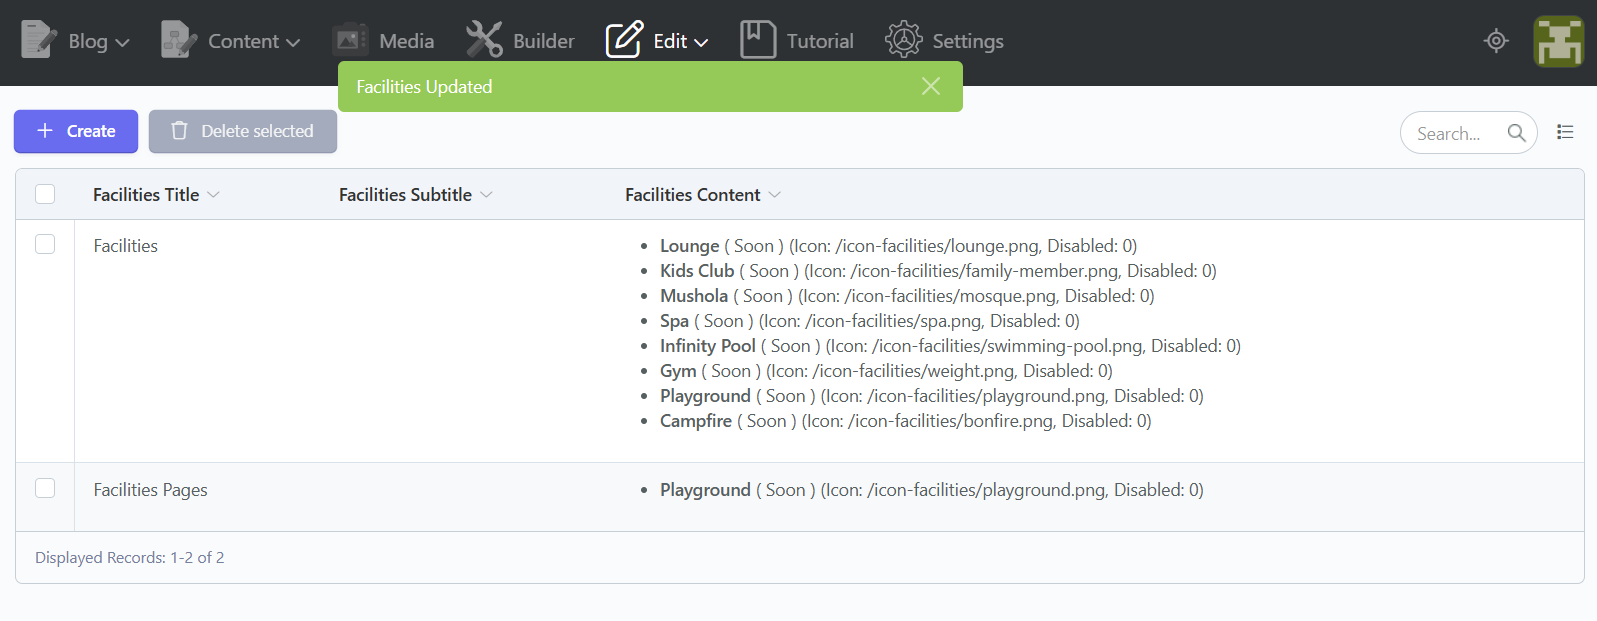 Blog Content Media Builder Edit Tutorial Settings
Facilities Updated
Create Delete selected Search...
Facilities Title Facilities Subtitle Facilities Content
Facilities
• Lounge ( Soon ) (Icon: /icon-facilities/lounge.png, Disabled: 0)
• Kids Club ( Soon ) (Icon: /icon-facilities/family-member.png, Disabled: 0)
• Mushola ( Soon ) (Icon: /icon-facilities/mosque.png, Disabled: 0)
• Spa ( Soon ) (Icon: /icon-facilities/spa.png, Disabled: 0)
• Infinity Pool ( Soon ) (Icon: /icon-facilities/swimming-pool.png, Disabled: 0)
• Gym ( Soon ) (Icon: /icon-facilities/weight.png, Disabled: 0)
• Playground ( Soon ) (Icon: /icon-facilities/playground.png, Disabled: 0)
• Campfire ( Soon ) (Icon: /icon-facilities/bonfire.png, Disabled: 0)
Facilities Pages
• Playground ( Soon ) (Icon: /icon-facilities/playground.png, Disabled: 0)
Displayed Records: 1-2 of 2